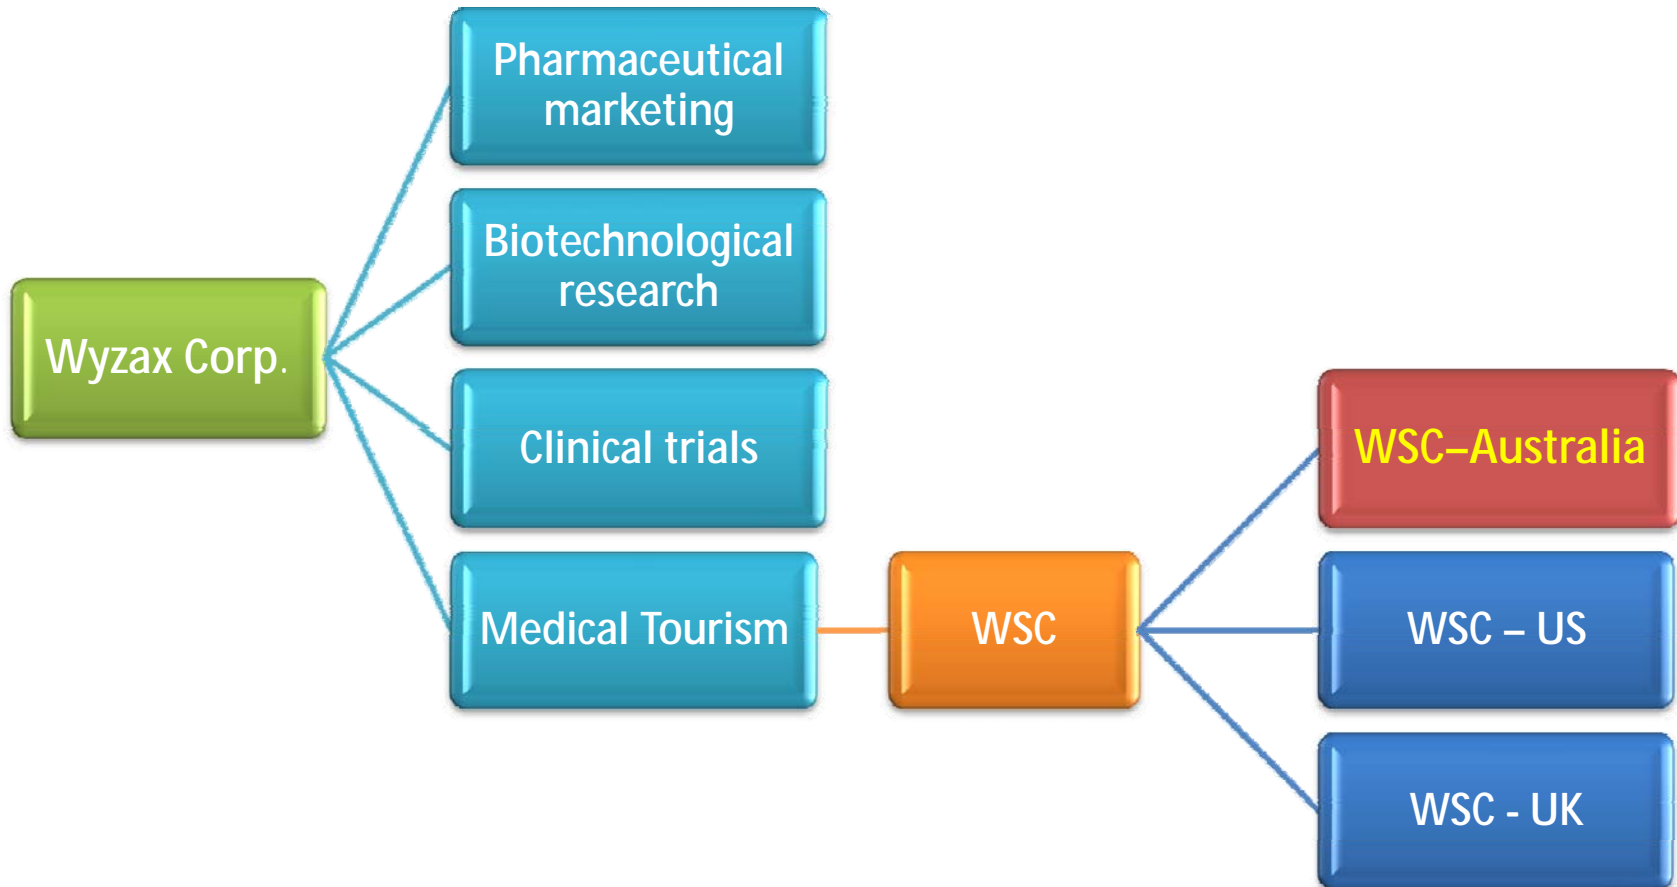 Pharmaceutical
marketing
Biotechnological
research
Wyzax Corp.
Clinical trials
WSC–Australia
Medical Tourism
WSC
WSC – US
WSC - UK